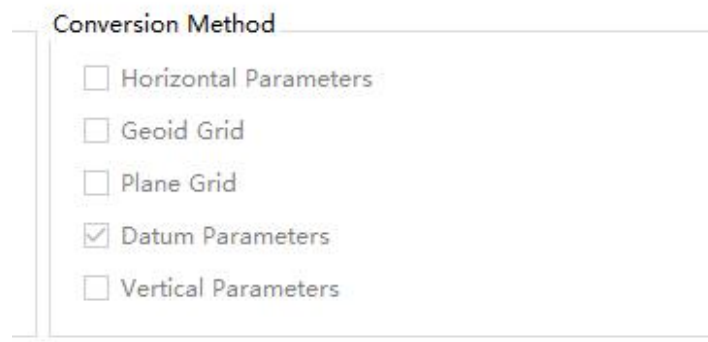 Conversion Method
Horizontal Parameters
Geoid Grid
Plane Grid
Datum Parameters
Vertical Parameters